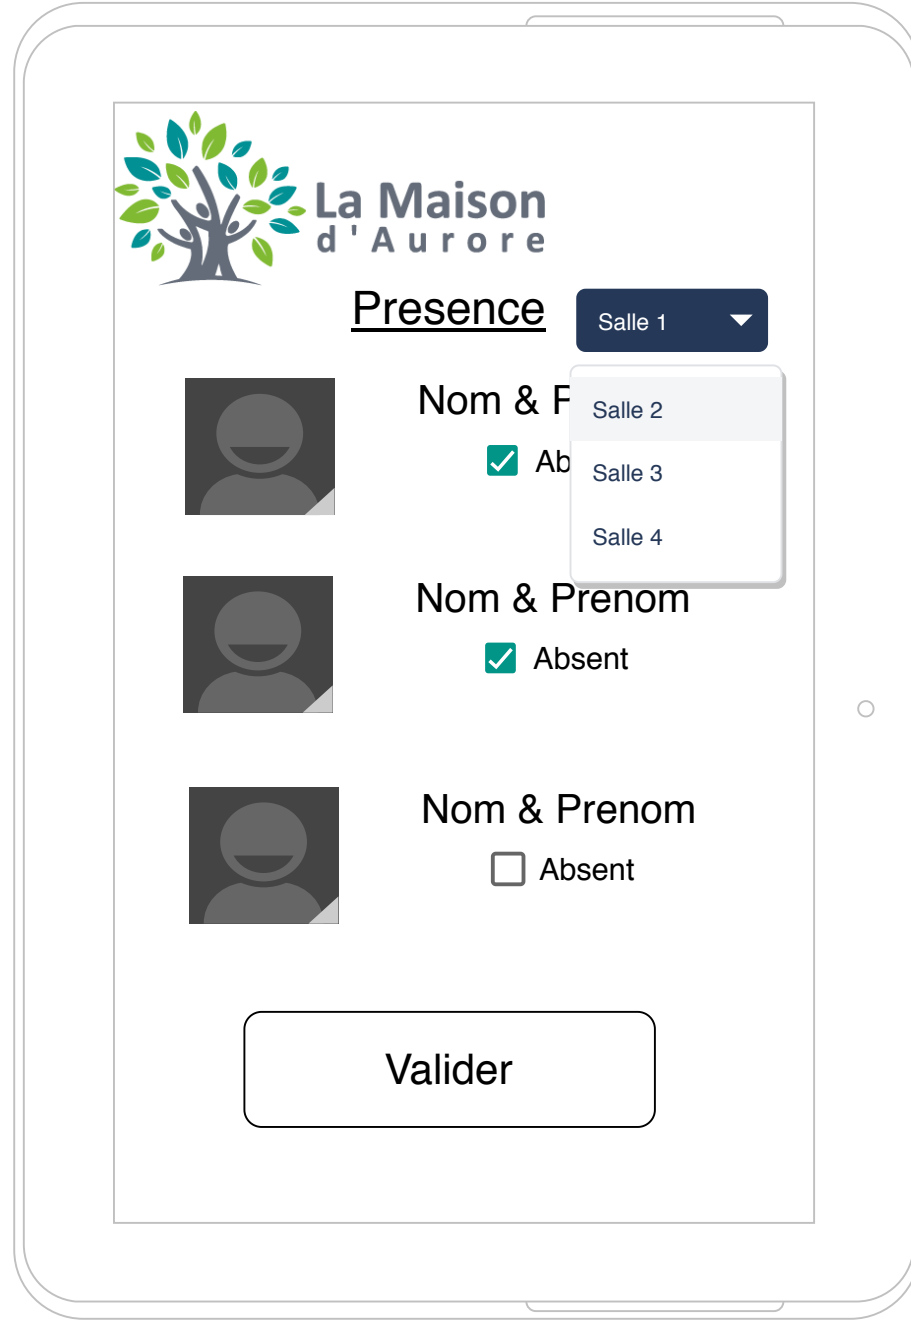 La Maison
d'Aurore
Presence
Salle 1
Nom & P
Salle 2
Ab
Salle 3
Salle 4
Nom & Prenom
Absent
Nom & Prenom
Absent
Valider